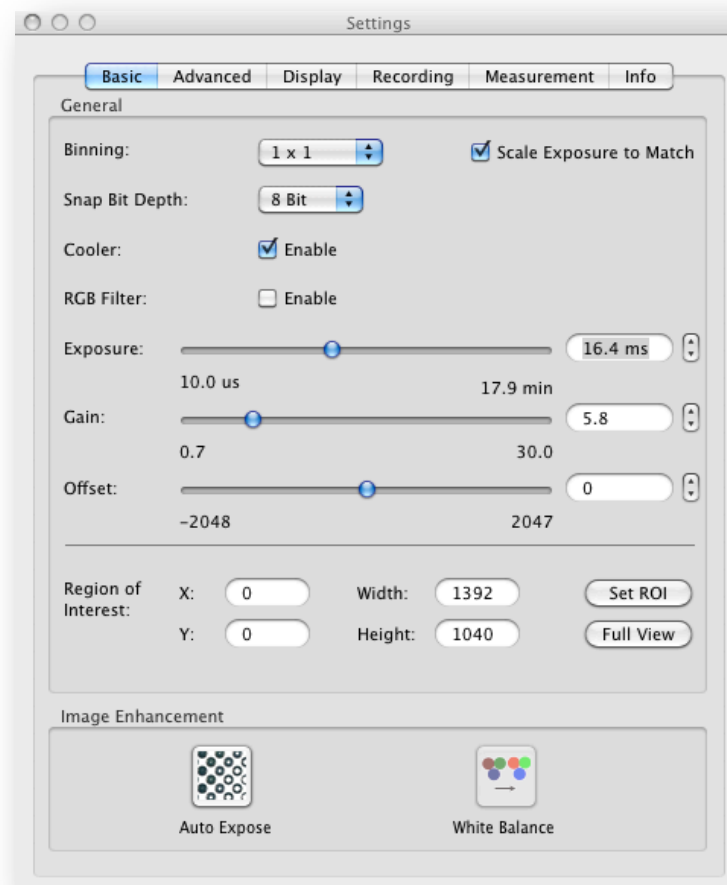 Settings
Basic Advanced Display Recording Measurement Info
General
Binning: 1 x 1 Scale Exposure to Match
Snap Bit Depth: 8 Bit
Cooler: Enable
RGB Filter: Enable
Exposure: 16.4 ms
10.0 us 17.9 min
Gain: 5.8
0.7 30.0
Offset: 0
-2048 2047
Region of Interest: X: 0 Width: 1392 Set ROI
Y: 0 Height: 1040 Full View
Image Enhancement
Auto Expose White Balance